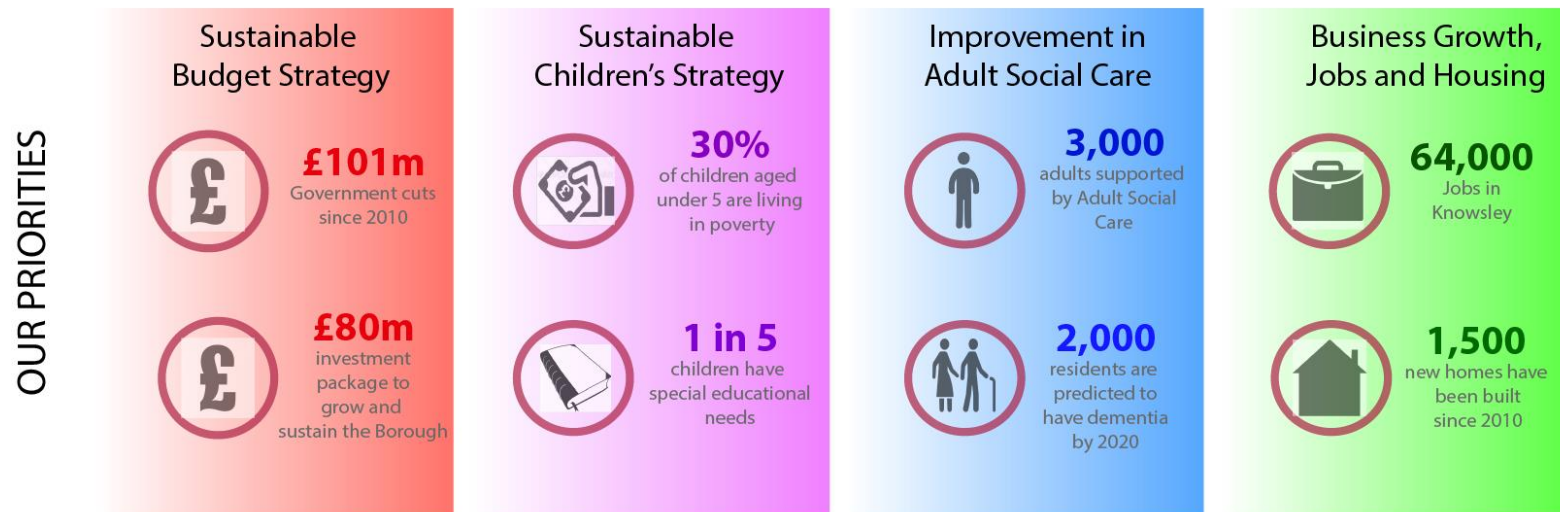 OUR PRIORITIES
Sustainable
Budget Strategy
£
£101m
Government cuts
since 2010
£
£80m
investment
package to
grow and
sustain the Borough
Sustainable
Children's Strategy
£
30%
of children aged
under 5 are living
in poverty
1 in 5
children have
special educational
needs
Improvement in
Adult Social Care
3,000
adults supported
by Adult Social
Care
2,000
residents are
predicted to
have dementia
by 2020
Business Growth,
Jobs and Housing
64,000
Jobs in
Knowsley
1,500
new homes have
been built
since 2010